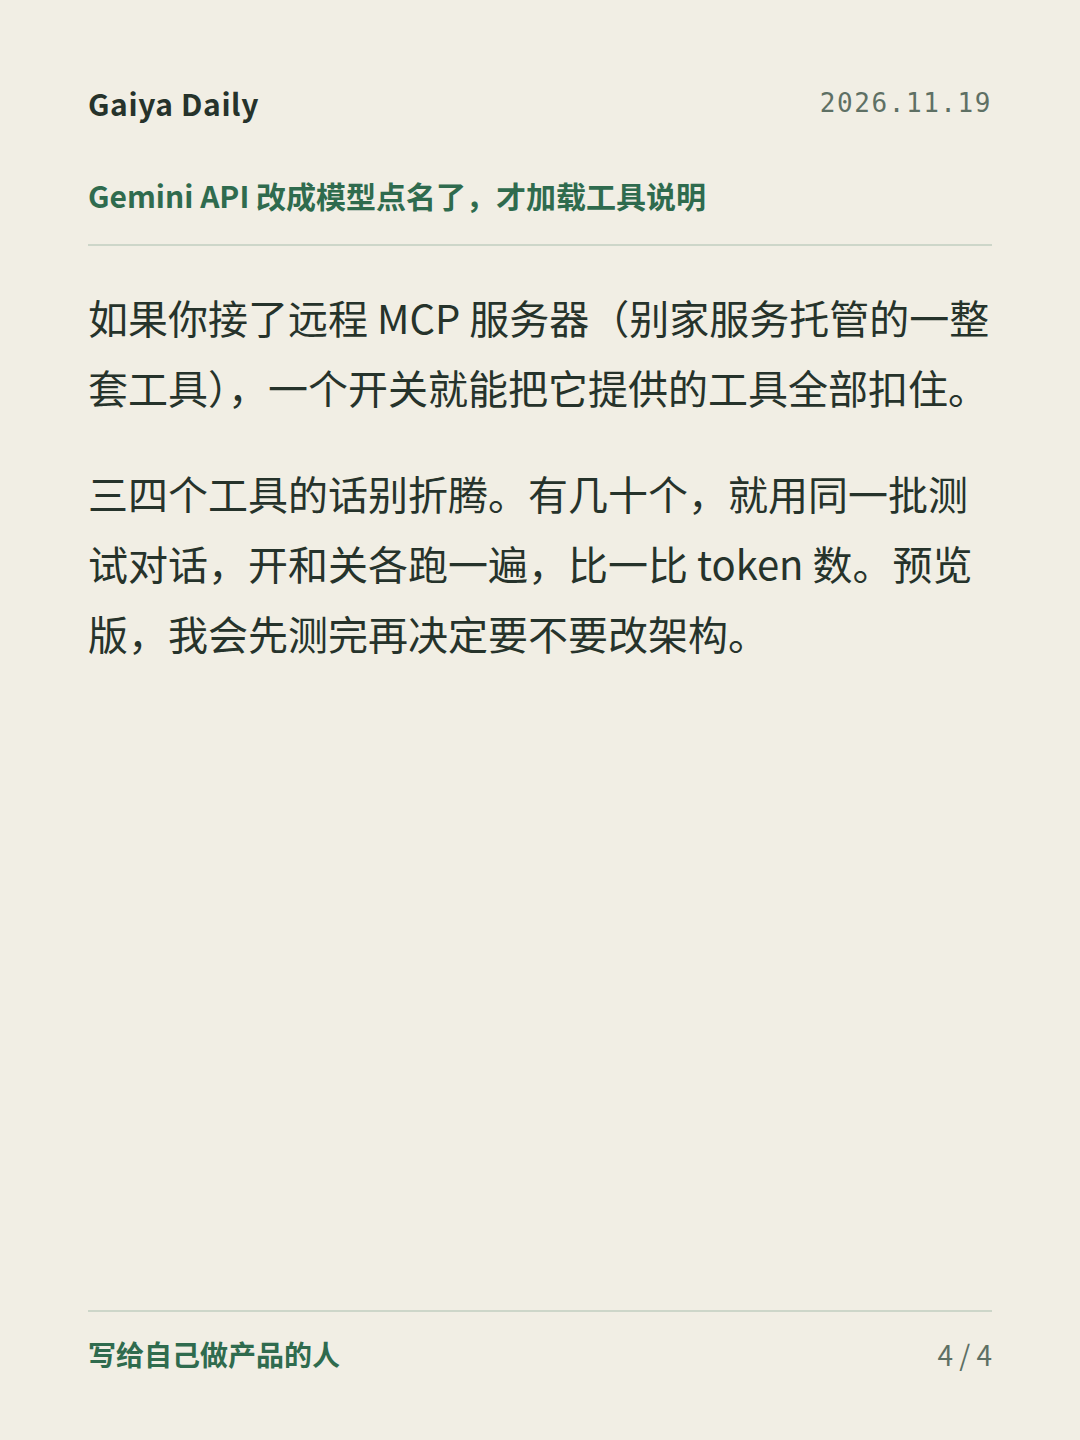 Gaiya Daily
2026.11.19
Gemini API 改成模型点名了，才加载工具说明
如果你接了远程 MCP 服务器（别家服务托管的一整
套工具），一个开关就能把它提供的工具全部扣住。
三四个工具的话别折腾。有几十个，就用同一批测
试对话，开和关各跑一遍，比一比 token 数。预览
版，我会先测完再决定要不要改架构。
写给自己做产品的人
4 / 4